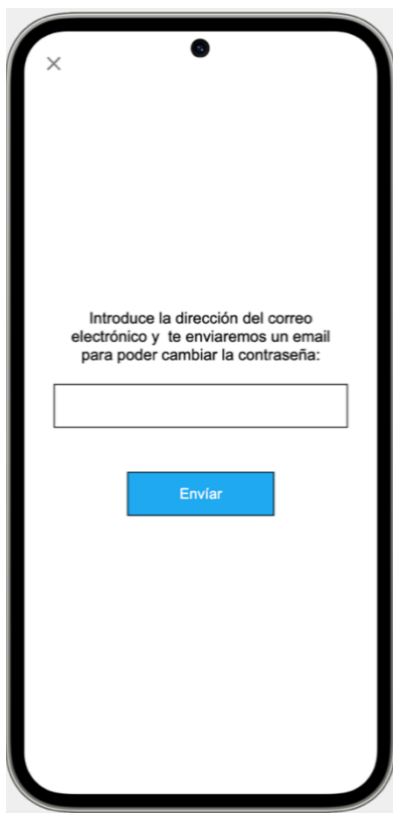 Introduce la dirección del correo
electrónico y  te enviaremos un email
para poder cambiar la contraseña:
Envíar